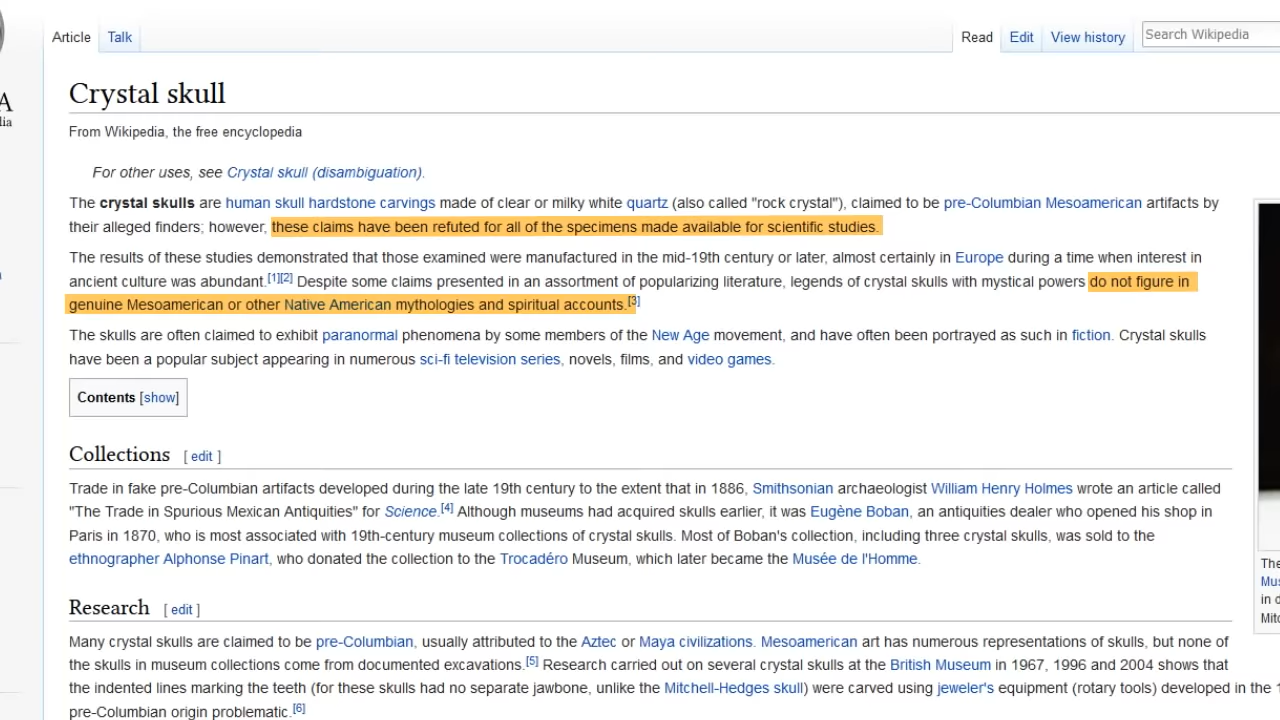 Article Talk Read Edit View history Search Wikipedia
Crystal skull
A
lia
From Wikipedia, the free encyclopedia
For other uses, see Crystal skull (disambiguation).
The crystal skulls are human skull hardstone carvings made of clear or milky white quartz (also called "rock crystal"), claimed to be pre-Columbian Mesoamerican artifacts by
their alleged finders; however, these claims have been refuted for all of the specimens made available for scientific studies.
The results of these studies demonstrated that those examined were manufactured in the mid-19th century or later, almost certainly in Europe during a time when interest in
ancient culture was abundant.[1][2] Despite some claims presented in an assortment of popularizing literature, legends of crystal skulls with mystical powers do not figure in
genuine Mesoamerican or other Native American mythologies and spiritual accounts.[3]
The skulls are often claimed to exhibit paranormal phenomena by some members of the New Age movement, and have often been portrayed as such in fiction. Crystal skulls
have been a popular subject appearing in numerous sci-fi television series, novels, films, and video games.
Contents [show]
Collections [ edit ]
Trade in fake pre-Columbian artifacts developed during the late 19th century to the extent that in 1886, Smithsonian archaeologist William Henry Holmes wrote an article called
"The Trade in Spurious Mexican Antiquities" for Science.[4] Although museums had acquired skulls earlier, it was Eugène Boban, an antiquities dealer who opened his shop in
Paris in 1870, who is most associated with 19th-century museum collections of crystal skulls. Most of Boban's collection, including three crystal skulls, was sold to the
ethnographer Alphonse Pinart, who donated the collection to the Trocadéro Museum, which later became the Musée de l'Homme.
The
Mus
in d
Mitc
Research [ edit ]
Many crystal skulls are claimed to be pre-Columbian, usually attributed to the Aztec or Maya civilizations. Mesoamerican art has numerous representations of skulls, but none of
the skulls in museum collections come from documented excavations.[5] Research carried out on several crystal skulls at the British Museum in 1967, 1996 and 2004 shows that
the indented lines marking the teeth (for these skulls had no separate jawbone, unlike the Mitchell-Hedges skull) were carved using jeweler's equipment (rotary tools) developed in the 1
pre-Columbian origin problematic.[6]